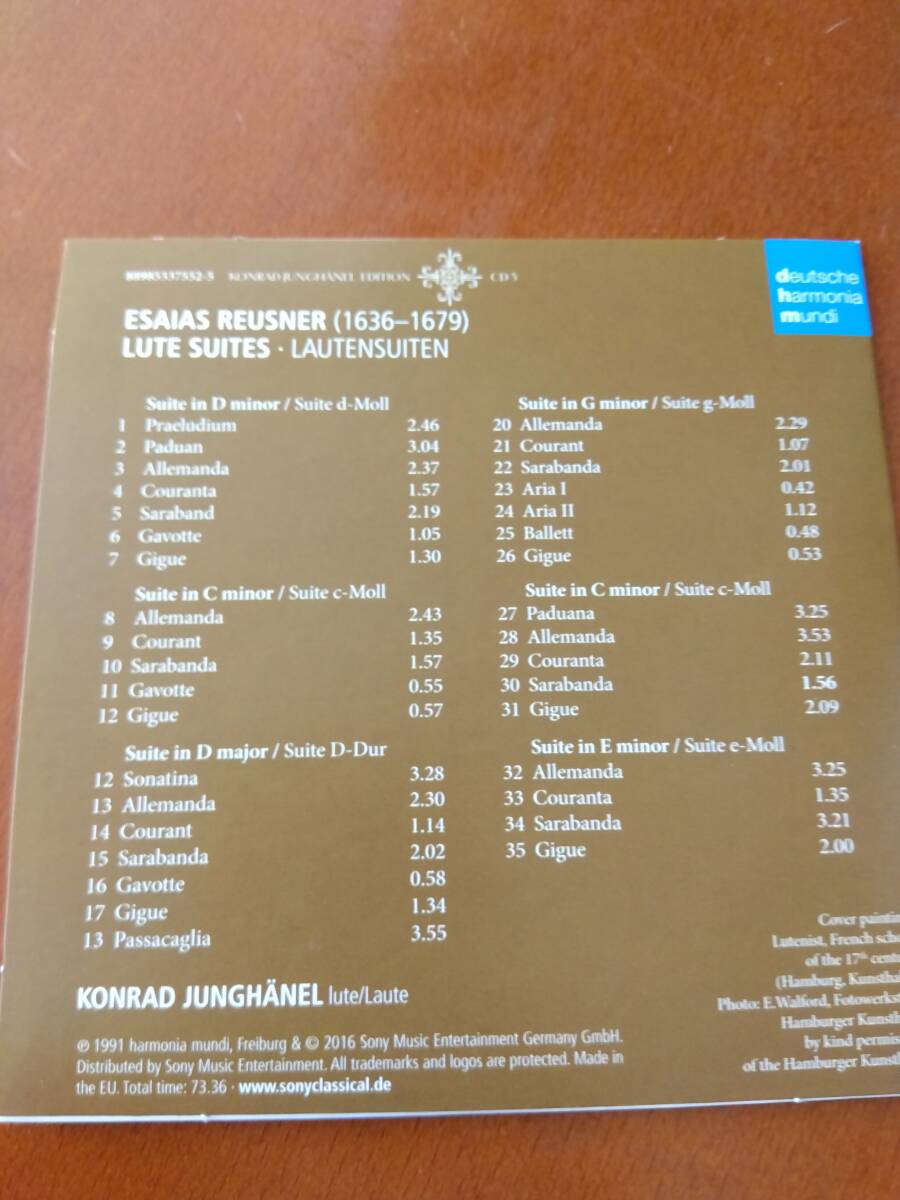 88985337552-5 KONRAD JUNGHÄNEL EDITION CD 5
deutsche
harmonia
mundi
ESAIAS REUSNER (1636–1679)
LUTE SUITES · LAUTENSUITEN
Suite in D minor / Suite d-Moll
1 Praeludium 2.46
2 Paduan 3.04
3 Allemanda 2.37
4 Couranta 1.57
5 Saraband 2.19
6 Gavotte 1.05
7 Gigue 1.30
Suite in C minor / Suite c-Moll
8 Allemanda 2.43
9 Courant 1.35
10 Sarabanda 1.57
11 Gavotte 0.55
12 Gigue 0.57
Suite in D major / Suite D-Dur
12 Sonatina 3.28
13 Allemanda 2.30
14 Courant 1.14
15 Sarabanda 2.02
16 Gavotte 0.58
17 Gigue 1.34
13 Passacaglia 3.55
Suite in G minor / Suite g-Moll
20 Allemanda 2.29
21 Courant 1.07
22 Sarabanda 2.01
23 Aria I 0.42
24 Aria II 1.12
25 Ballett 0.48
26 Gigue 0.53
Suite in C minor / Suite c-Moll
27 Paduana 3.25
28 Allemanda 3.53
29 Couranta 2.11
30 Sarabanda 1.56
31 Gigue 2.09
Suite in E minor / Suite e-Moll
32 Allemanda 3.25
33 Couranta 1.35
34 Sarabanda 3.21
35 Gigue 2.00
KONRAD JUNGHÄNEL lute/Laute
℗ 1991 harmonia mundi, Freiburg & © 2016 Sony Music Entertainment Germany GmbH.
Distributed by Sony Music Entertainment. All trademarks and logos are protected. Made in
the EU. Total time: 73.36 · www.sonyclassical.de
Cover paintin
Lutenist, French scho
of the 17th centu
(Hamburg, Kunstha
Photo: E. Walford, Fotowerkst
Hamburger Kunsth
by kind permiss
of the Hamburger Kunsth